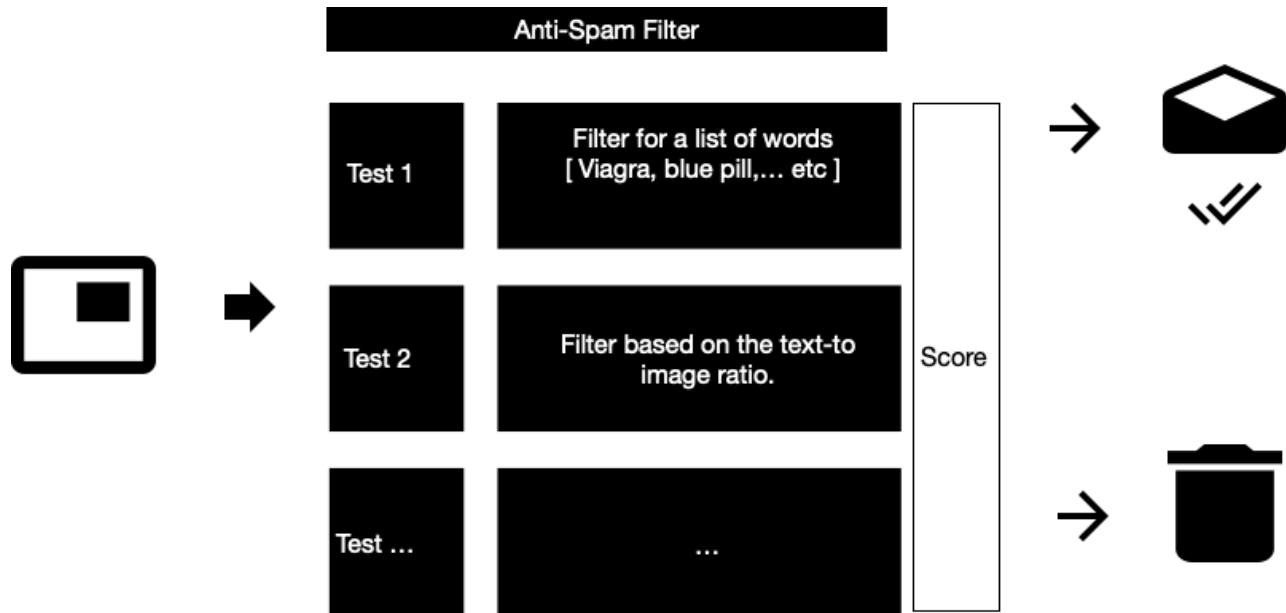 Anti-Spam Filter
Test 1
Filter for a list of words
[ Viagra, blue pill,... etc ]
Test 2
Filter based on the text-to
image ratio.
Score
Test ...
...